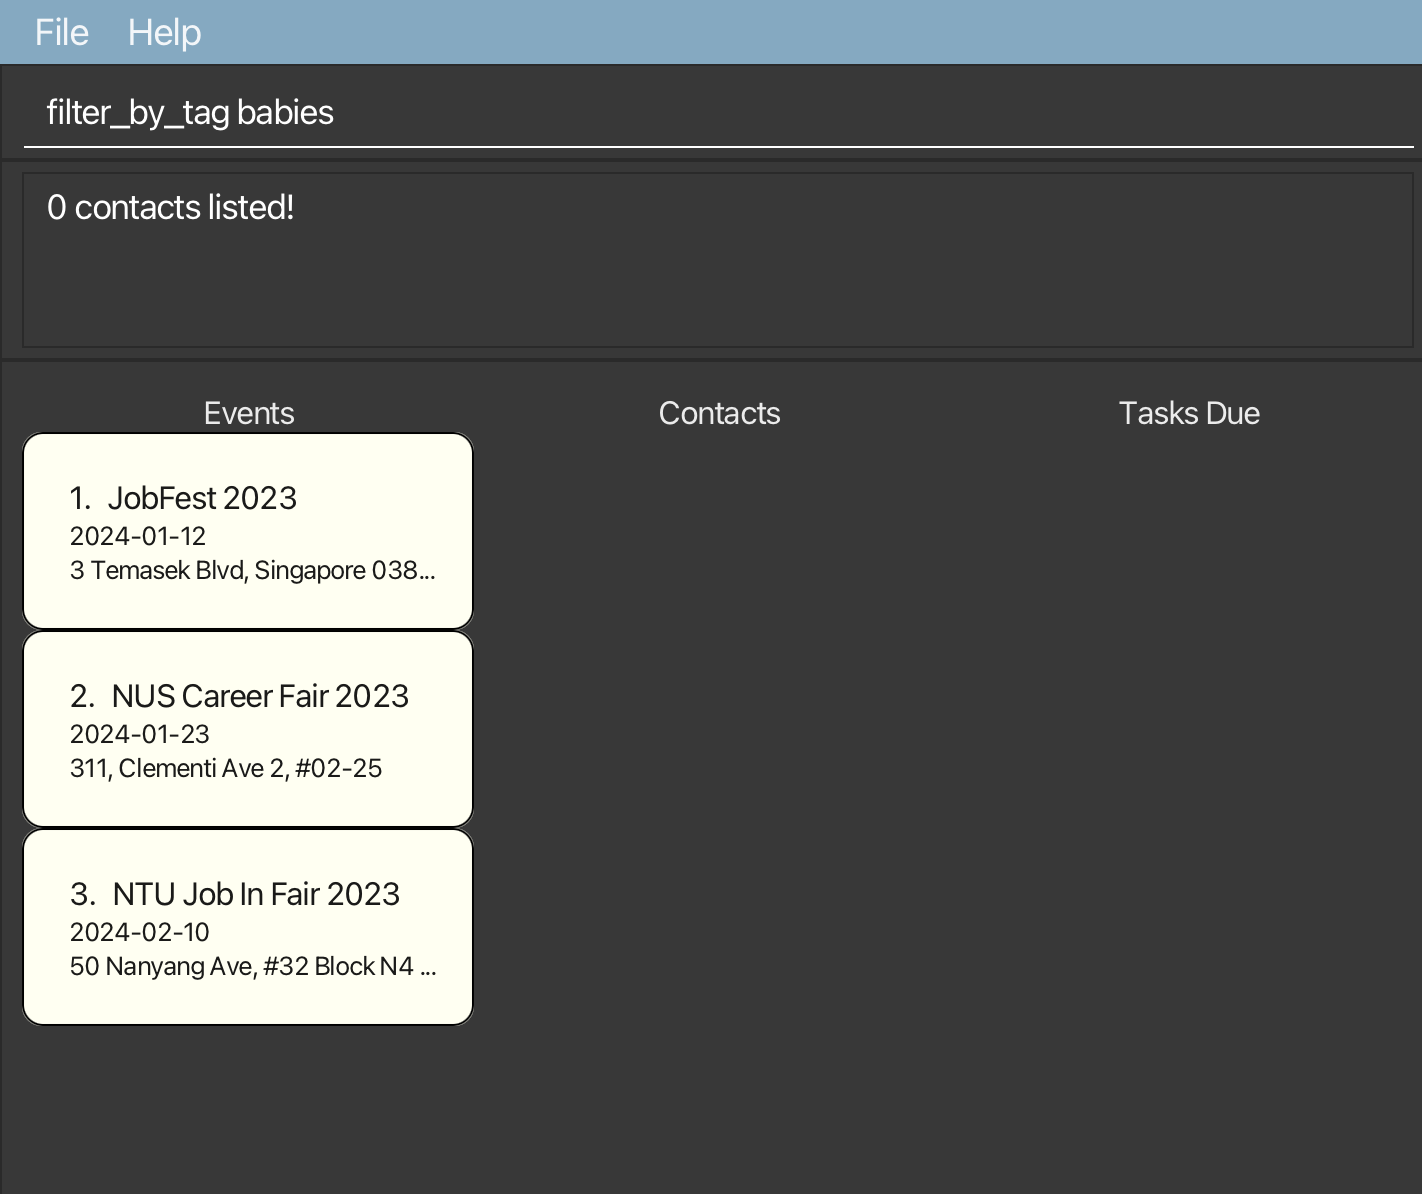 File Help
filter_by_tag babies
0 contacts listed!
Events
Contacts
Tasks Due
1. JobFest 2023
2024-01-12
3 Temasek Blvd, Singapore 038...
2. NUS Career Fair 2023
2024-01-23
311, Clementi Ave 2, #02-25
3. NTU Job In Fair 2023
2024-02-10
50 Nanyang Ave, #32 Block N4 ...